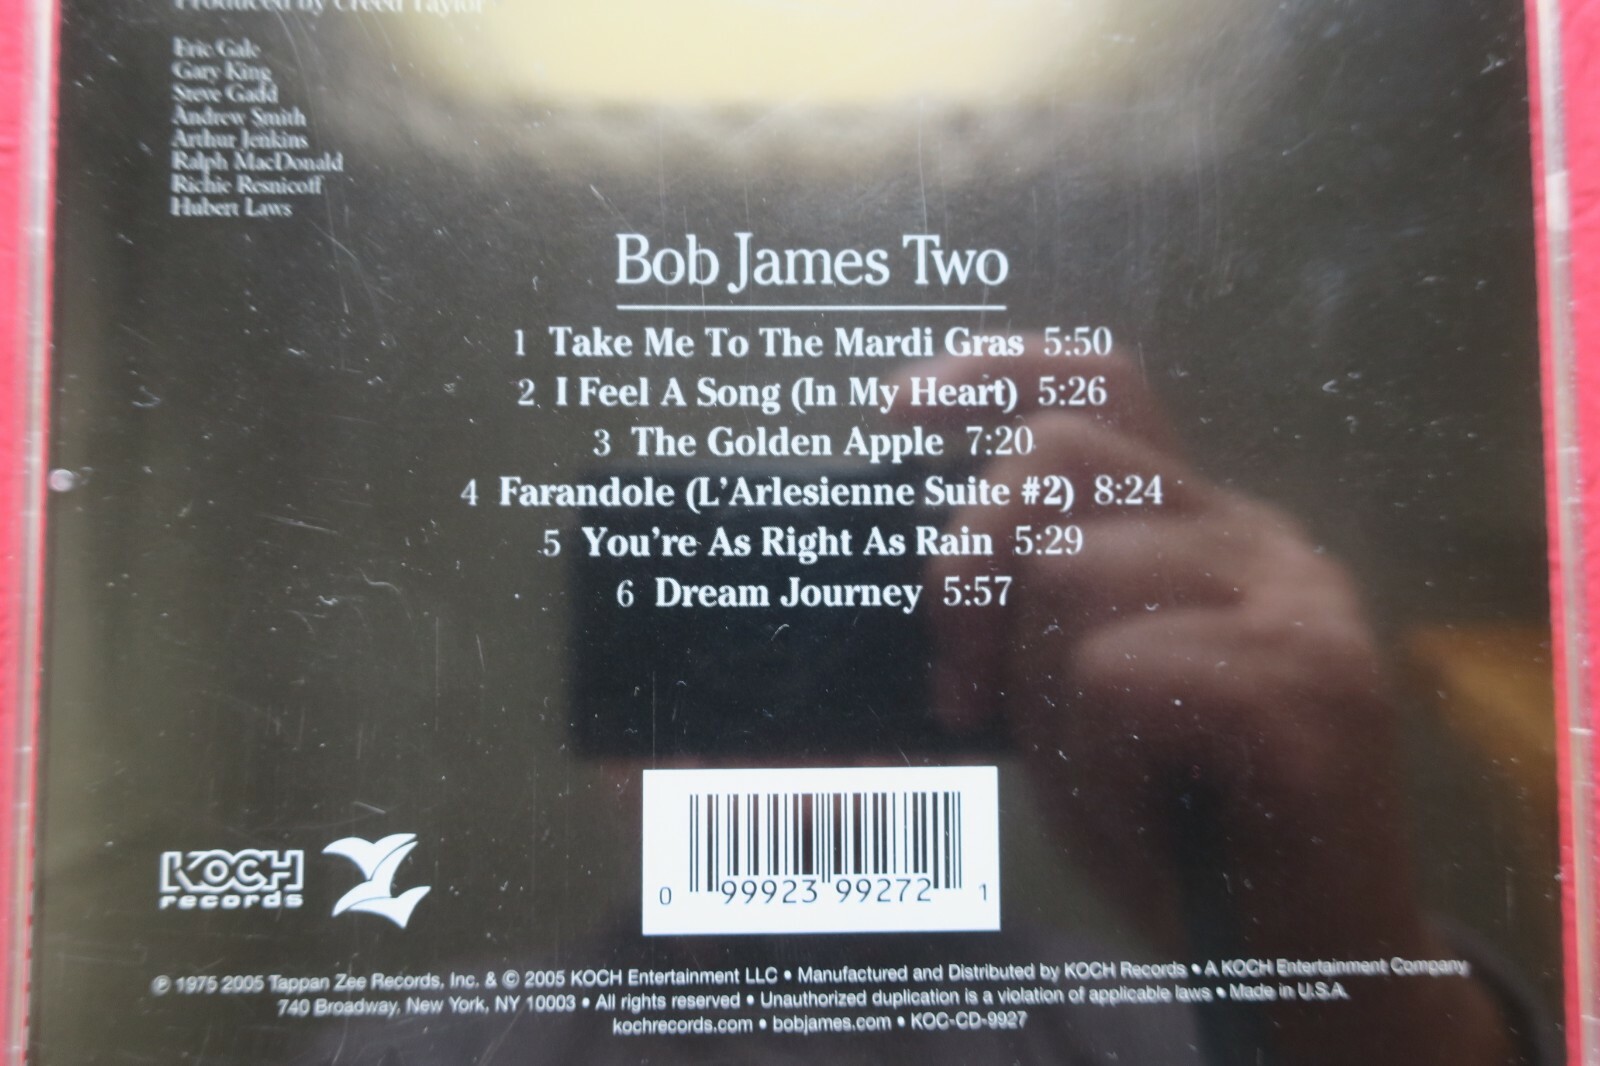 Produced by Creed Taylor
Eric Gale
Gary King
Steve Gadd
Andrew Smith
Arthur Jenkins
Ralph MacDonald
Richie Resnicoff
Hubert Laws
Bob James Two
1 Take Me To The Mardi Gras 5:50
2 I Feel A Song (In My Heart) 5:26
3 The Golden Apple 7:20
4 Farandole (L'Arlesienne Suite #2) 8:24
5 You're As Right As Rain 5:29
6 Dream Journey 5:57
KOCH
records
0 99923 99272 1
℗ 1975 2005 Tappan Zee Records, Inc. & © 2005 KOCH Entertainment LLC • Manufactured and Distributed by KOCH Records • A KOCH Entertainment Company
740 Broadway, New York, NY 10003 • All rights reserved • Unauthorized duplication is a violation of applicable laws • Made in U.S.A.
kochrecords.com • bobjames.com • KOC-CD-9927